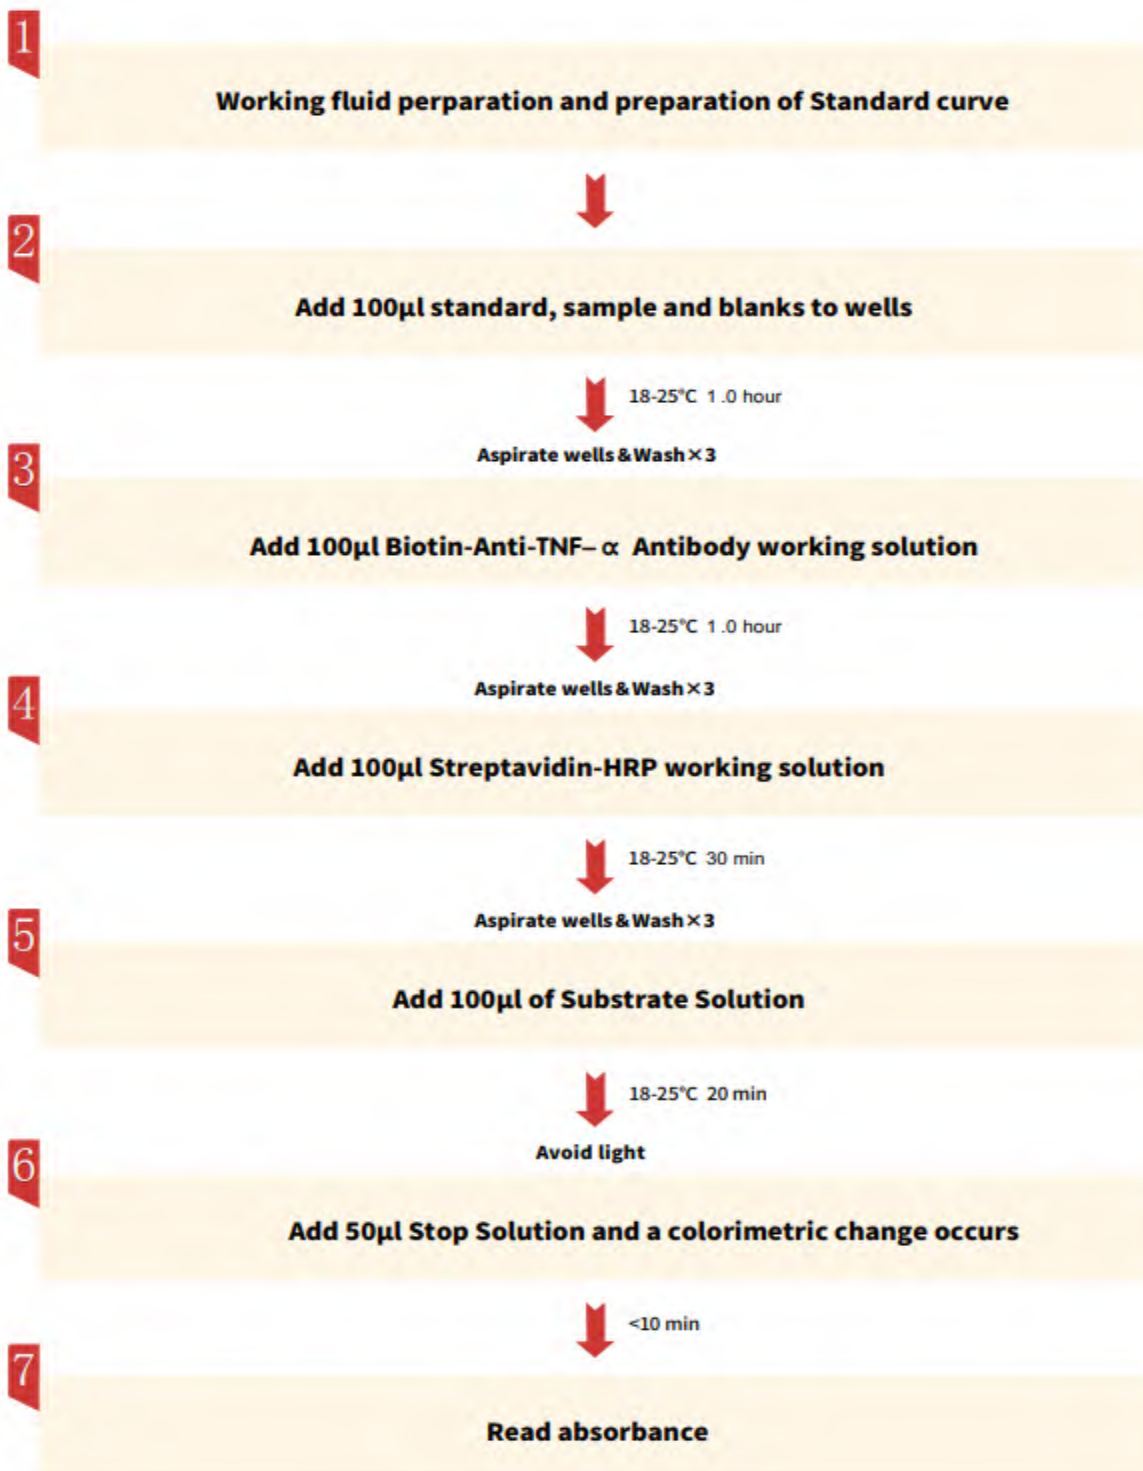 1
Working fluid perparation and preparation of Standard curve
2
Add 100µl standard, sample and blanks to wells
18-25°C 1 .0 hour
Aspirate wells&Wash×3
3
Add 100µl Biotin-Anti-TNF-α Antibody working solution
18-25°C 1 .0 hour
Aspirate wells&Wash×3
4
Add 100µl Streptavidin-HRP working solution
18-25°C 30 min
Aspirate wells&Wash×3
5
Add 100µl of Substrate Solution
18-25°C 20 min
Avoid light
6
Add 50µl Stop Solution and a colorimetric change occurs
<10 min
7
Read absorbance